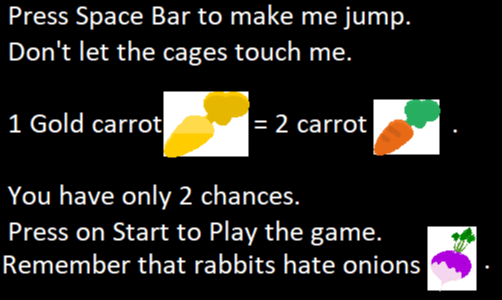 Press Space Bar to make me jump.
Don't let the cages touch me.
1 Gold carrot = 2 carrot .
You have only 2 chances.
Press on Start to Play the game.
Remember that rabbits hate onions .